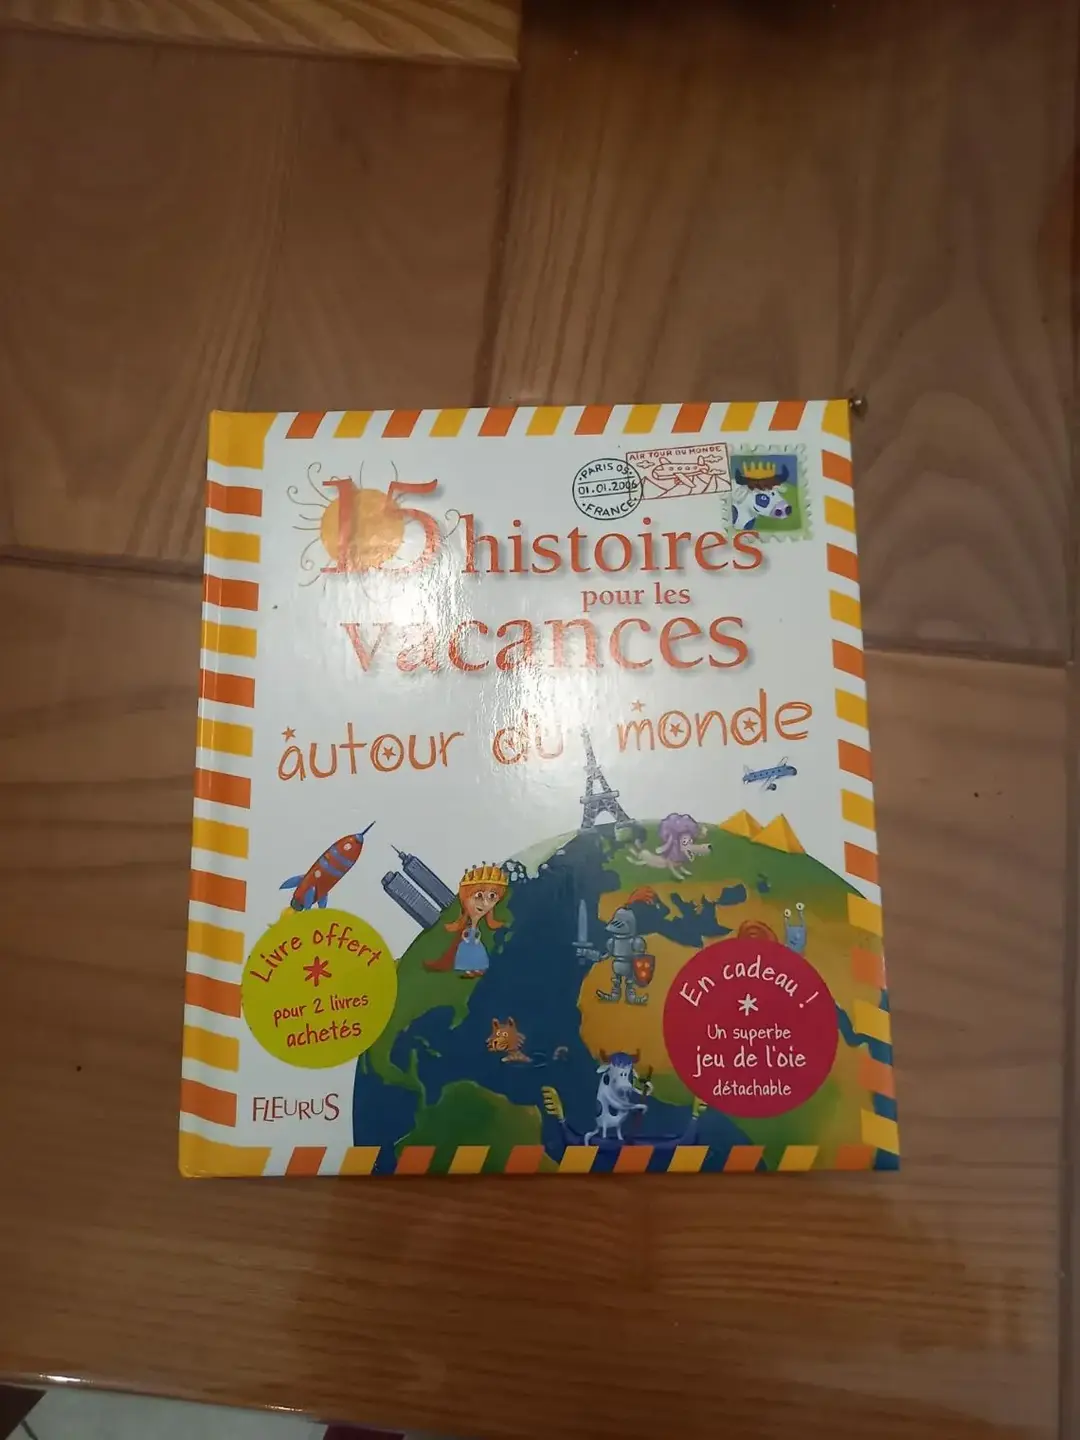 PARIS 05
01.01.2006
FRANCE
AIR TOUR DU MONDE
15 histoires
pour les
vacances
autour du monde
Livre offert
*
pour 2 livres
achetés
En cadeau !
*
Un superbe
jeu de l'oie
détachable
FLEURUS